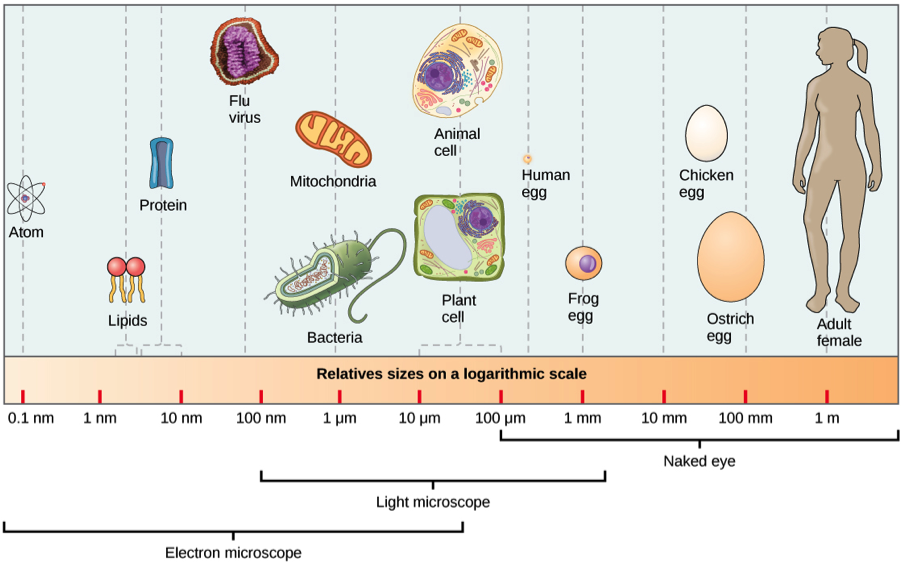 Flu
virus
Animal
cell
Mitochondria
Human
egg
Chicken
egg
Protein
Atom
Lipids
Bacteria
Plant
cell
Frog
egg
Ostrich
egg
Adult
female
Relatives sizes on a logarithmic scale
0.1 nm 1 nm 10 nm 100 nm 1 µm 10 µm 100 µm 1 mm 10 mm 100 mm 1 m
Naked eye
Light microscope
Electron microscope